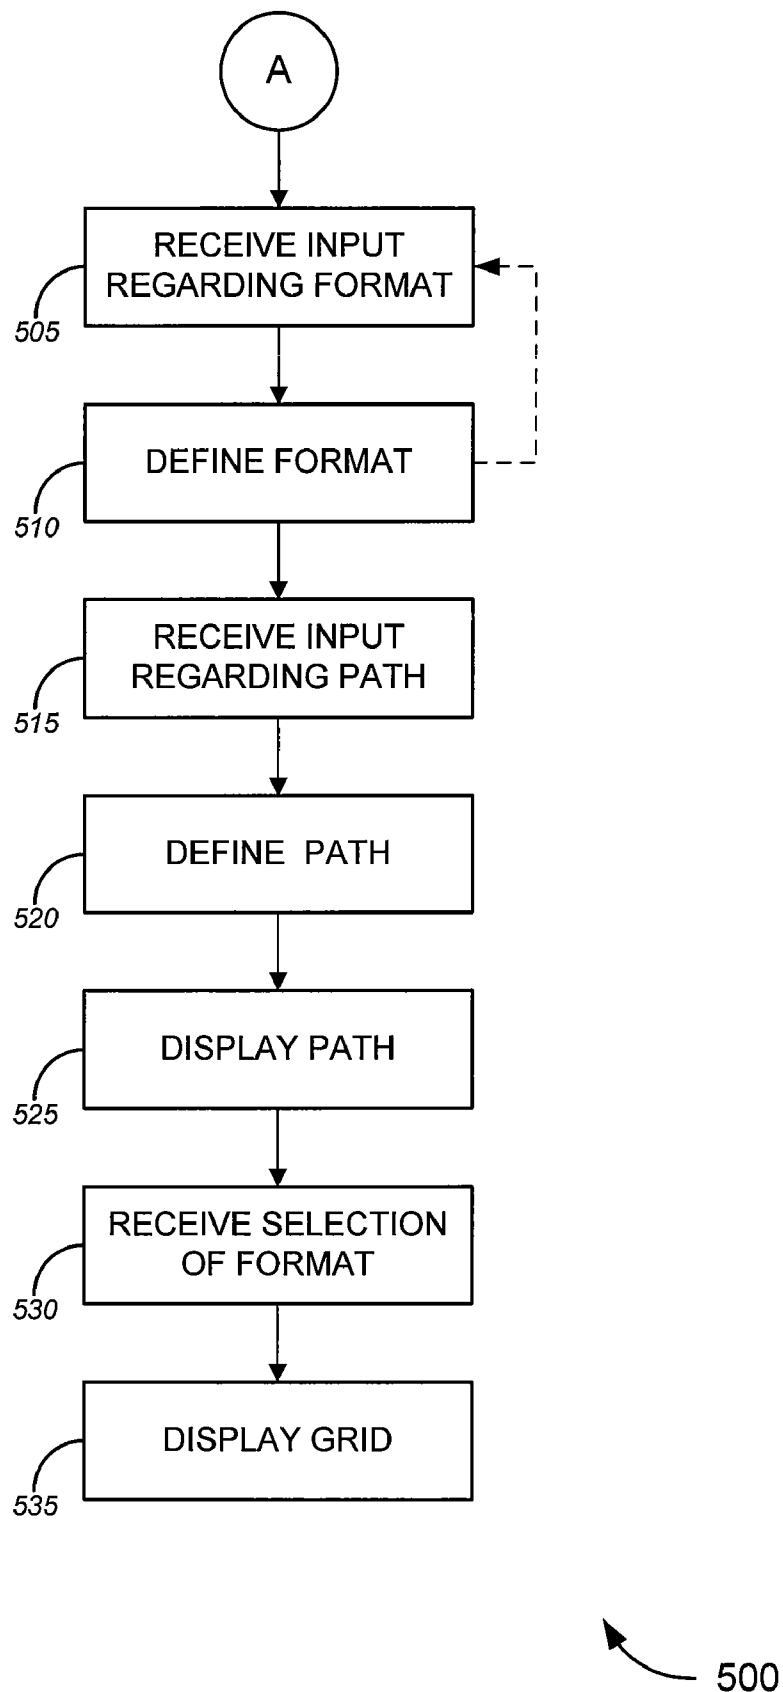 A
RECEIVE INPUT
REGARDING FORMAT
505
DEFINE FORMAT
510
RECEIVE INPUT
REGARDING PATH
515
DEFINE PATH
520
DISPLAY PATH
525
RECEIVE SELECTION
OF FORMAT
530
DISPLAY GRID
535
500